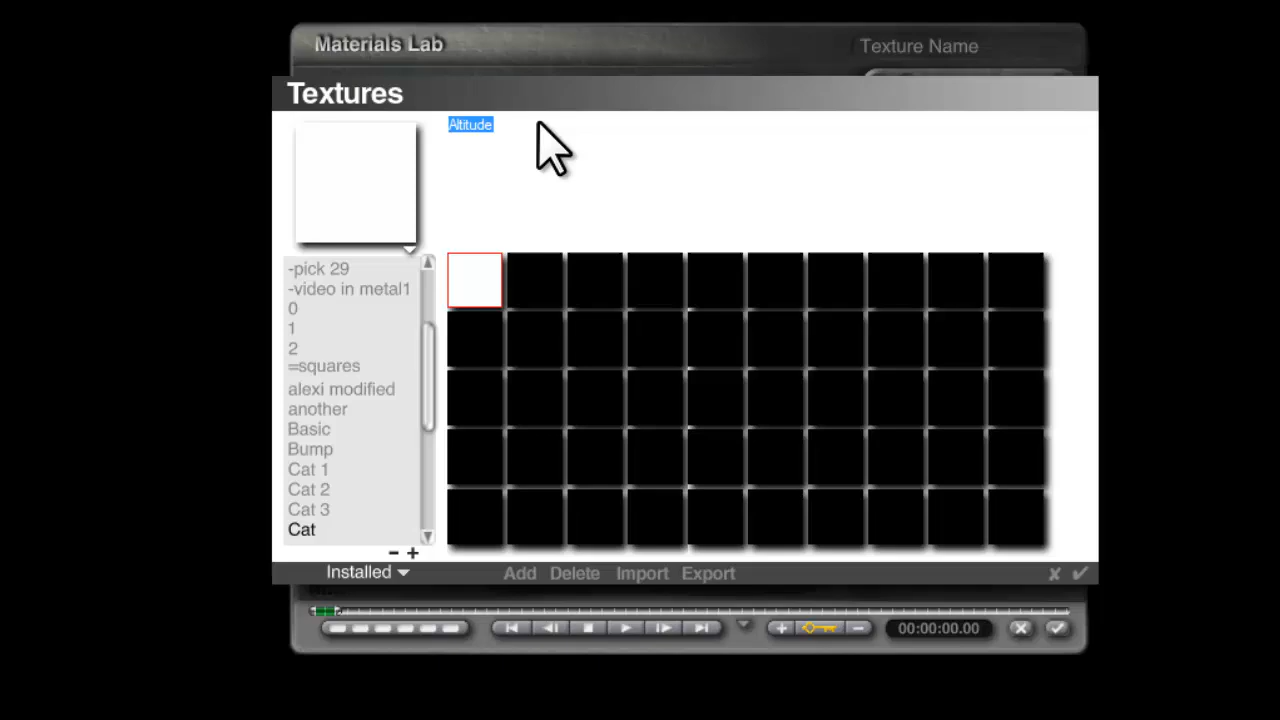 Materials Lab
Texture Name
Textures
Altitude
-pick 29
-video in metal1
0
1
2
=squares
alexi modified
another
Basic
Bump
Cat 1
Cat 2
Cat 3
Cat
Installed
Add Delete Import Export
00:00:00.00